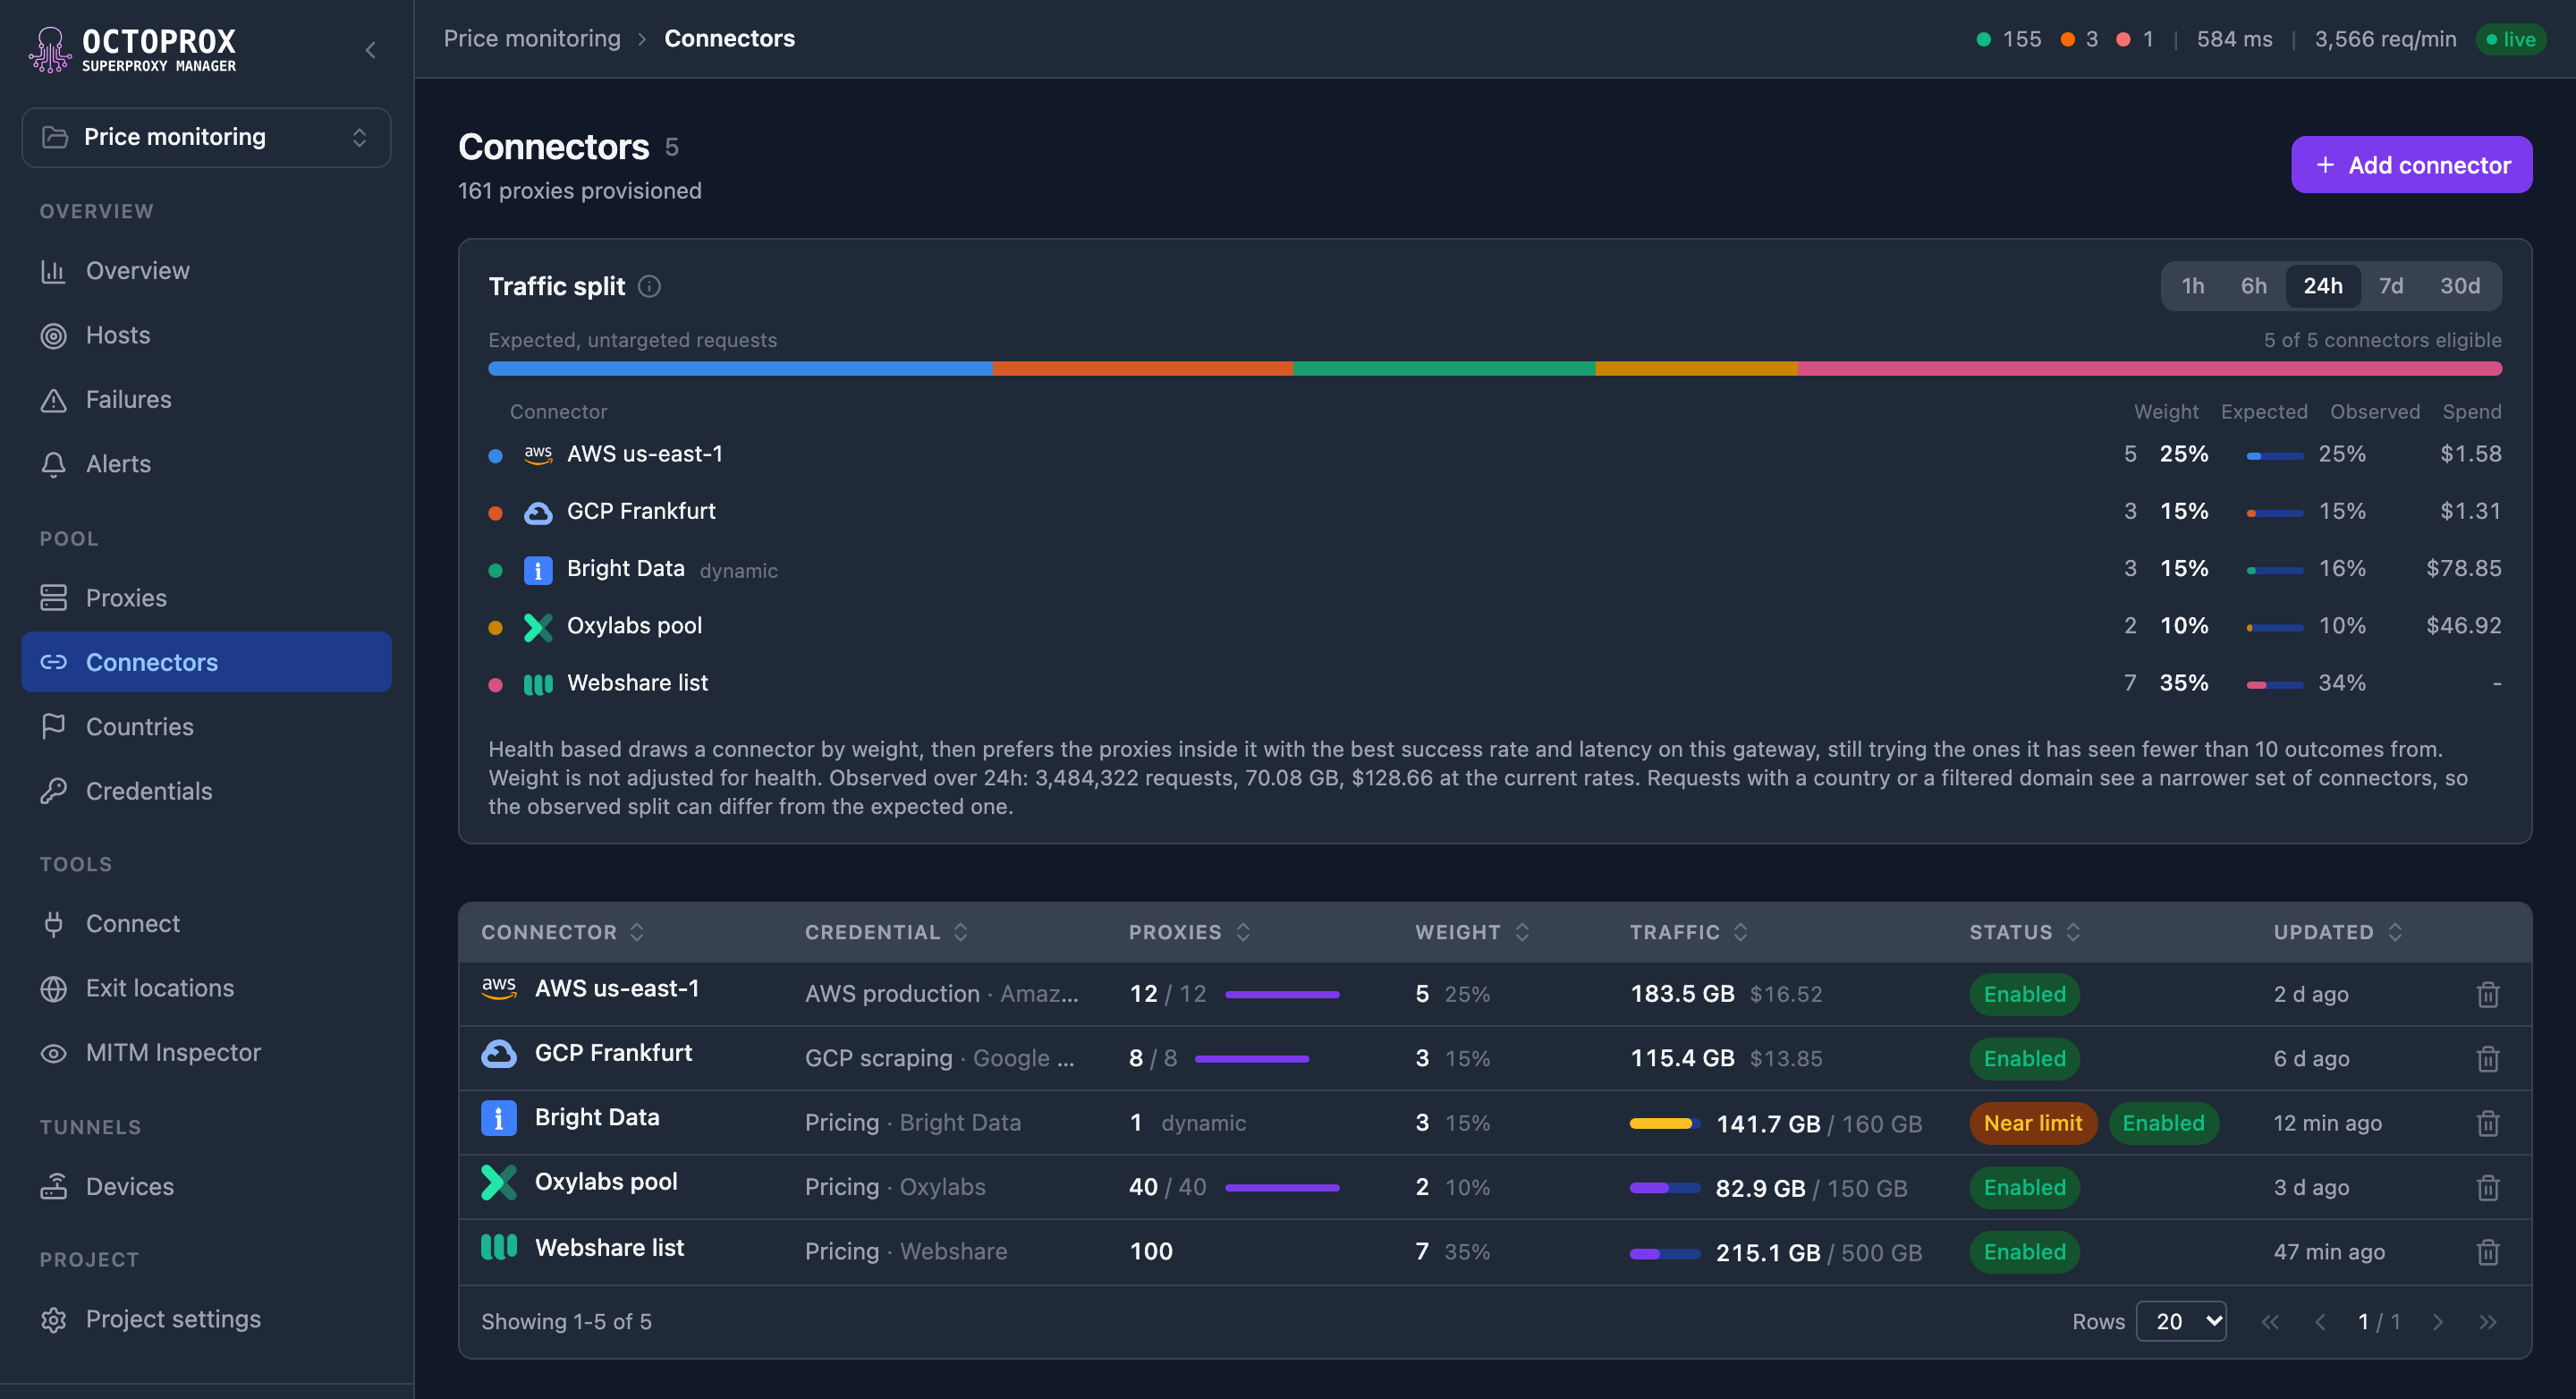 OCTOPROX
SUPERPROXY MANAGER
Price monitoring
OVERVIEW
Overview
Hosts
Failures
Alerts
POOL
Proxies
Connectors
Countries
Credentials
TOOLS
Connect
Exit locations
MITM Inspector
TUNNELS
Devices
PROJECT
Project settings
Price monitoring > Connectors
155 3 1 | 584 ms | 3,566 req/min live
Connectors 5
161 proxies provisioned
+ Add connector
Traffic split
1h 6h 24h 7d 30d
Expected, untargeted requests
5 of 5 connectors eligible
Connector Weight Expected Observed Spend
aws AWS us-east-1 5 25% 25% $1.58
GCP Frankfurt 3 15% 15% $1.31
i Bright Data dynamic 3 15% 16% $78.85
Oxylabs pool 2 10% 10% $46.92
Webshare list 7 35% 34% -
Health based draws a connector by weight, then prefers the proxies inside it with the best success rate and latency on this gateway, still trying the ones it has seen fewer than 10 outcomes from.
Weight is not adjusted for health. Observed over 24h: 3,484,322 requests, 70.08 GB, $128.66 at the current rates. Requests with a country or a filtered domain see a narrower set of connectors, so
the observed split can differ from the expected one.
CONNECTOR CREDENTIAL PROXIES WEIGHT TRAFFIC STATUS UPDATED
aws AWS us-east-1 AWS production · Amaz... 12 / 12 5 25% 183.5 GB $16.52 Enabled 2 d ago
GCP Frankfurt GCP scraping · Google ... 8 / 8 3 15% 115.4 GB $13.85 Enabled 6 d ago
i Bright Data Pricing · Bright Data 1 dynamic 3 15% 141.7 GB / 160 GB Near limit Enabled 12 min ago
Oxylabs pool Pricing · Oxylabs 40 / 40 2 10% 82.9 GB / 150 GB Enabled 3 d ago
Webshare list Pricing · Webshare 100 7 35% 215.1 GB / 500 GB Enabled 47 min ago
Showing 1-5 of 5
Rows 20 « ‹ 1 / 1 › »